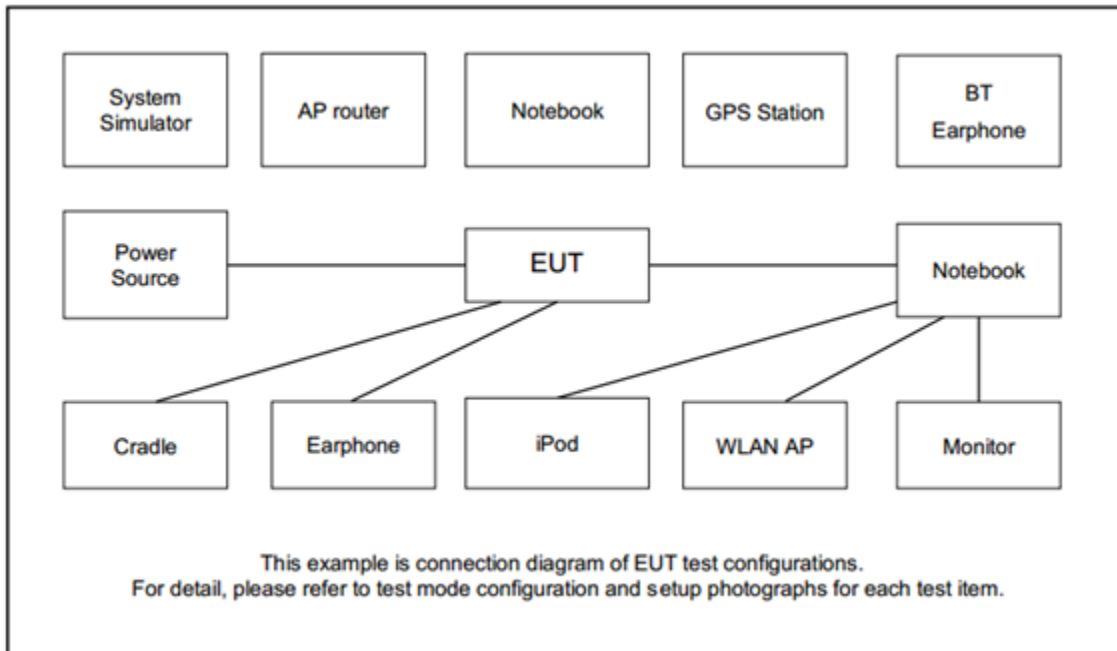 System
Simulator
AP router
Notebook
GPS Station
BT
Earphone
Power
Source
EUT
Notebook
Cradle
Earphone
iPod
WLAN AP
Monitor
This example is connection diagram of EUT test configurations.
For detail, please refer to test mode configuration and setup photographs for each test item.